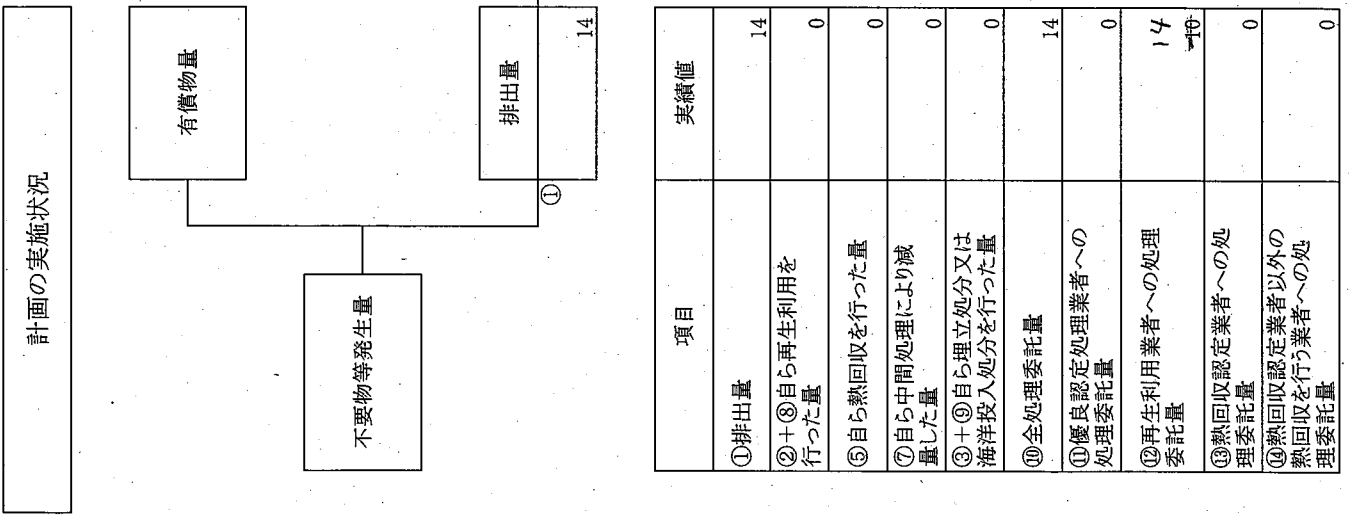 計画の実施状況
有償物量
不要物等発生量
①
排出量
14
項目
実績値
①排出量
14
②+⑧自ら再生利用を
行った量
0
⑤自ら熱回収を行った量
0
⑦自ら中間処理により減
量した量
0
③+⑨自ら埋立処分又は
海洋投入処分を行った量
0
⑩全処理委託量
14
⑪優良認定処理業者への
処理委託量
0
⑫再生利用業者への処理
委託量
14
10
⑬熱回収認定業者への処
理委託量
0
⑭熱回収認定業者以外の
熱回収を行う業者への処
理委託量
0